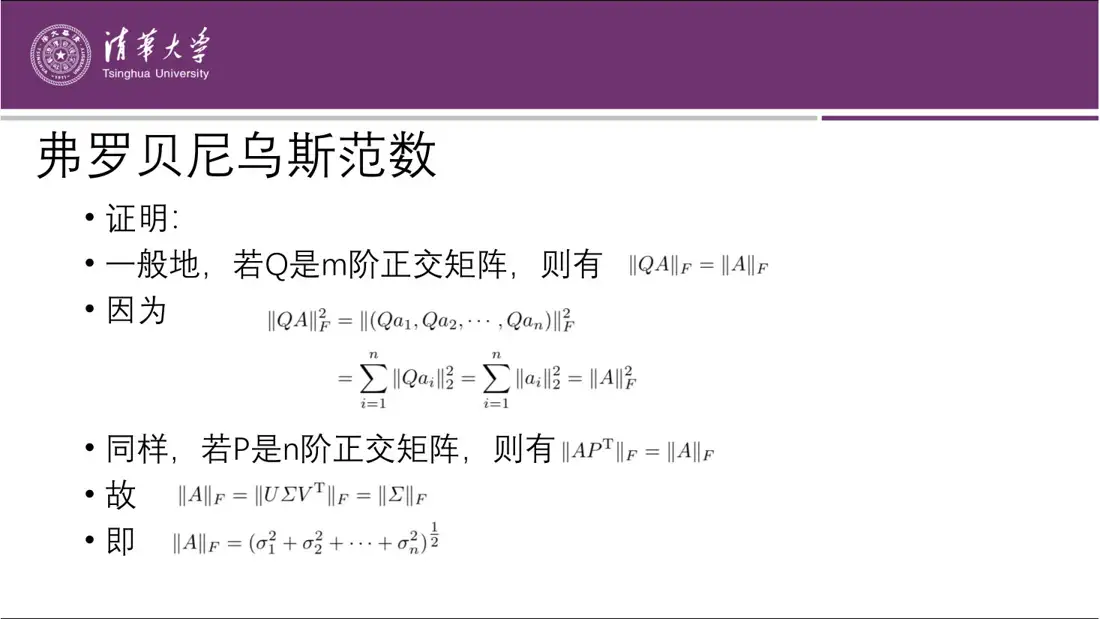 清华大学
Tsinghua University
弗罗贝尼乌斯范数
• 证明：
• 一般地，若Q是m阶正交矩阵，则有 ‖QA‖_F = ‖A‖_F
• 因为 ‖QA‖_F^2 = ‖(Qa_1, Qa_2, ⋯ , Qa_n)‖_F^2
= ∑_{i=1}^{n} ‖Qa_i‖_2^2 = ∑_{i=1}^{n} ‖a_i‖_2^2 = ‖A‖_F^2
• 同样，若P是n阶正交矩阵，则有 ‖AP^T‖_F = ‖A‖_F
• 故 ‖A‖_F = ‖UΣV^T‖_F = ‖Σ‖_F
• 即 ‖A‖_F = (σ_1^2 + σ_2^2 + ⋯ + σ_n^2)^{1/2}